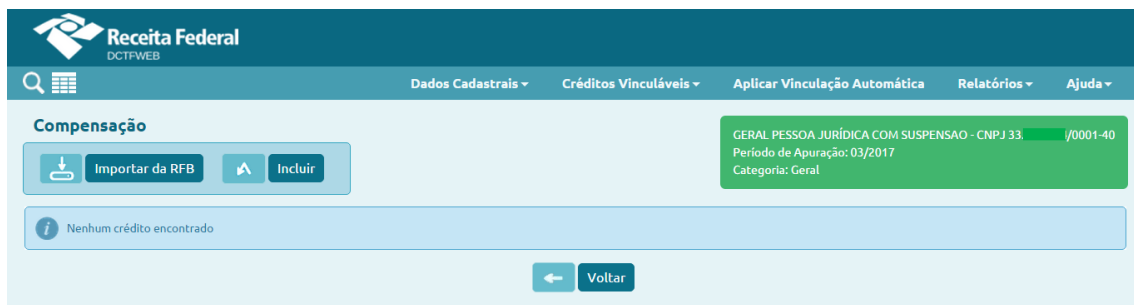 Receita Federal
DCTFWEB
Dados Cadastrais Créditos Vinculáveis Aplicar Vinculação Automática Relatórios Ajuda
Compensação
GERAL PESSOA JURÍDICA COM SUSPENSAO - CNPJ 33. /0001-40
Período de Apuração: 03/2017
Categoria: Geral
Importar da RFB Incluir
Nenhum crédito encontrado
Voltar